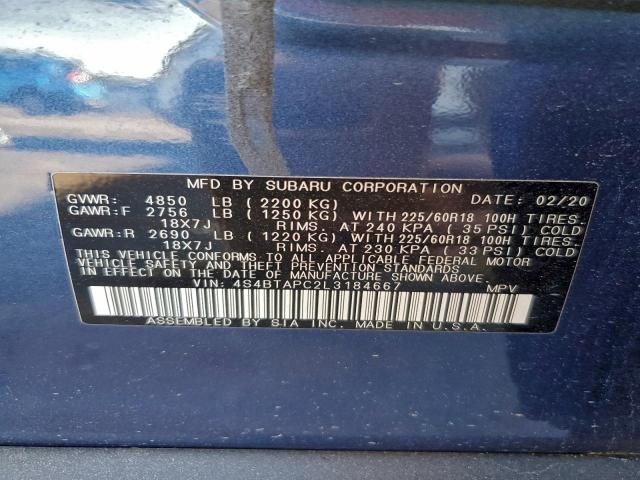 MFD BY SUBARU CORPORATION DATE: 02/20
GVWR: 4850 LB (2200 KG)
GAWR:F 2756 LB (1250 KG) WITH 225/60R18 100H TIRES.
18X7J RIMS. AT 240 KPA (35 PSI) COLD
GAWR:R 2690 LB (1220 KG) WITH 225/60R18 100H TIRES.
18X7J RIMS. AT 230 KPA (33 PSI) COLD
THIS VEHICLE CONFORMS TO ALL APPLICABLE FEDERAL MOTOR
VEHICLE SAFETY AND THEFT PREVENTION STANDARDS IN EFFECT
ON THE DATE OF MANUFACTURE SHOWN ABOVE.
VIN: 4S4BTAPC2L3184667 MPV
ASSEMBLED BY SIA INC. MADE IN U.S.A.